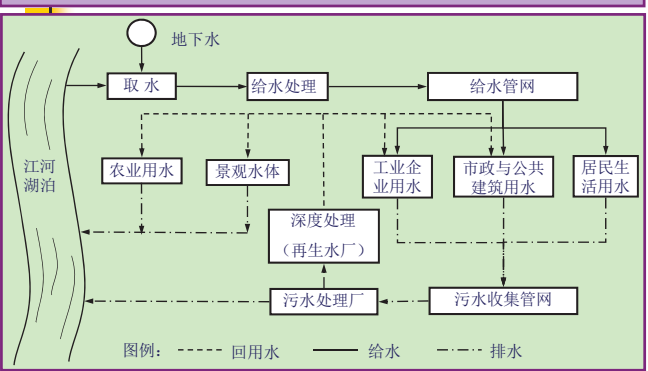 地下水
取水
给水处理
给水管网
江河
湖泊
农业用水
景观水体
工业企
业用水
市政与公共
建筑用水
居民生
活用水
深度处理
（再生水厂）
污水处理厂
污水收集管网
图例：
回用水
给水
排水